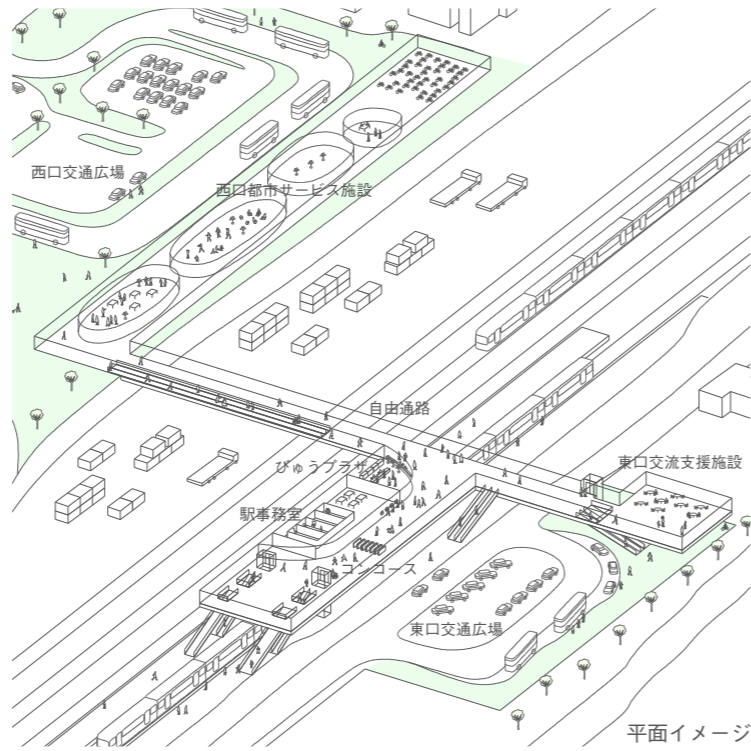 西口交通広場
西口都市サービス施設
自由通路
びゅうプラザ
東口交流支援施設
駅事務室
コンコース
東口交通広場
平面イメージ